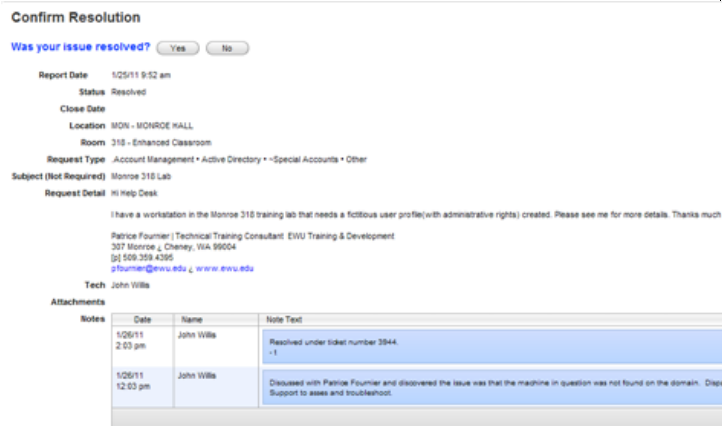 Confirm Resolution
Was your issue resolved? Yes No
Report Date 1/25/11 9:52 am
Status Resolved
Close Date
Location MON - MONROE HALL
Room 318 - Enhanced Classroom
Request Type .Account Management • Active Directory • ~Special Accounts • Other
Subject (Not Required) Monroe 318 Lab
Request Detail Hi Help Desk
I have a workstation in the Monroe 318 training lab that needs a fictitious user profile(with administrative rights) created. Please see me for more details. Thanks much
Patrice Fournier | Technical Training Consultant EWU Training & Development
307 Monroe ¿ Cheney, WA 99004
[p] 509.359.4395
pfournier@ewu.edu ¿ www.ewu.edu
Tech John Willis
Attachments
Notes Date Name Note Text
1/26/11 John Willis Resolved under ticket number 3944.
2:03 pm
1/26/11 John Willis Discussed with Patrice Fournier and discovered the issue was that the machine in question was not found on the domain.
12:03 pm Support to asses and troubleshoot.